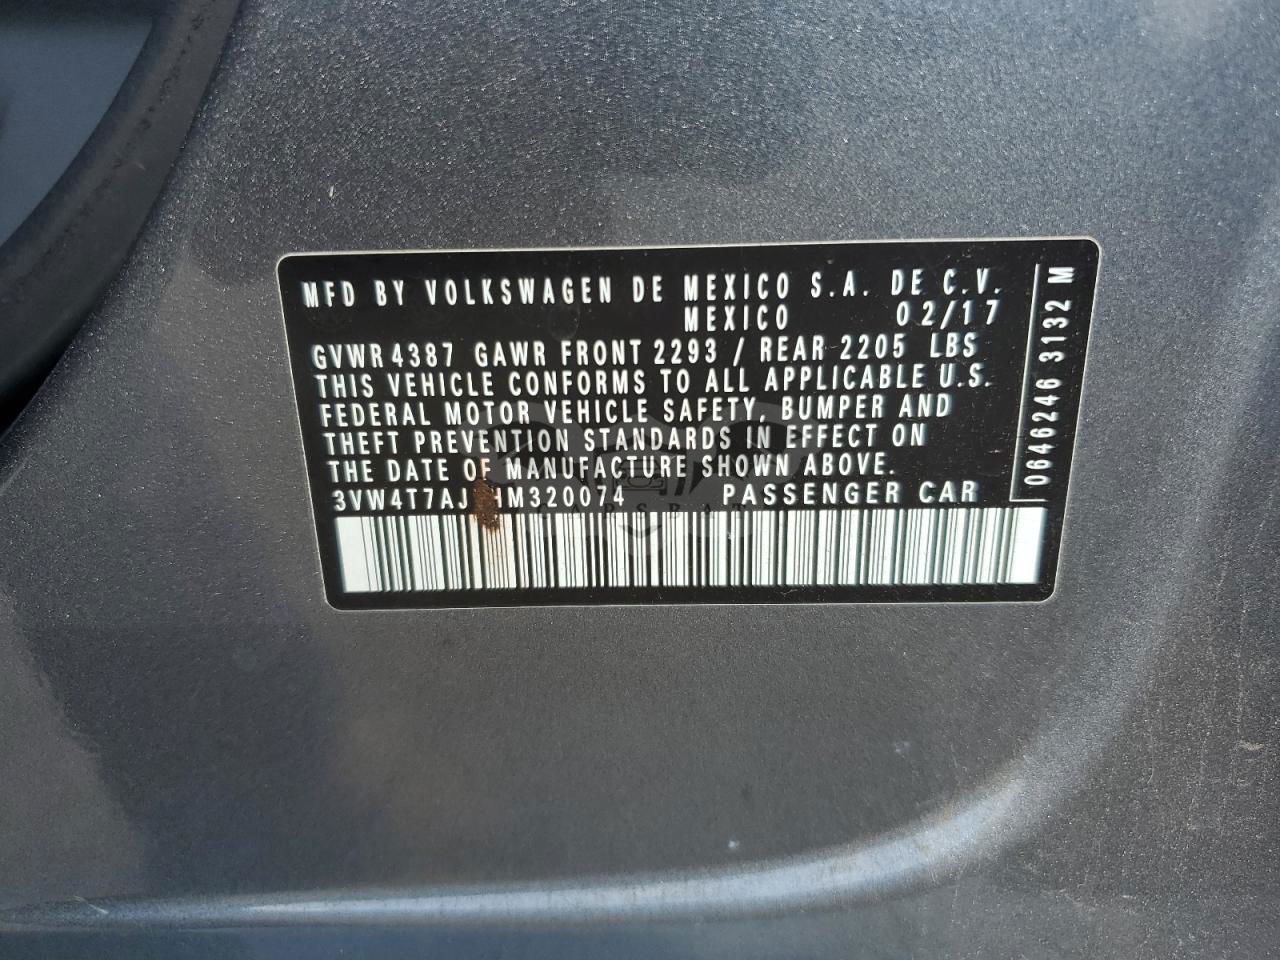 MFD BY VOLKSWAGEN DE MEXICO S.A. DE C.V.
MEXICO 02/17
GVWR 4387 GAWR FRONT 2293 / REAR 2205 LBS
THIS VEHICLE CONFORMS TO ALL APPLICABLE U.S.
FEDERAL MOTOR VEHICLE SAFETY, BUMPER AND
THEFT PREVENTION STANDARDS IN EFFECT ON
THE DATE OF MANUFACTURE SHOWN ABOVE.
PASSENGER CAR
0646246 3132 M